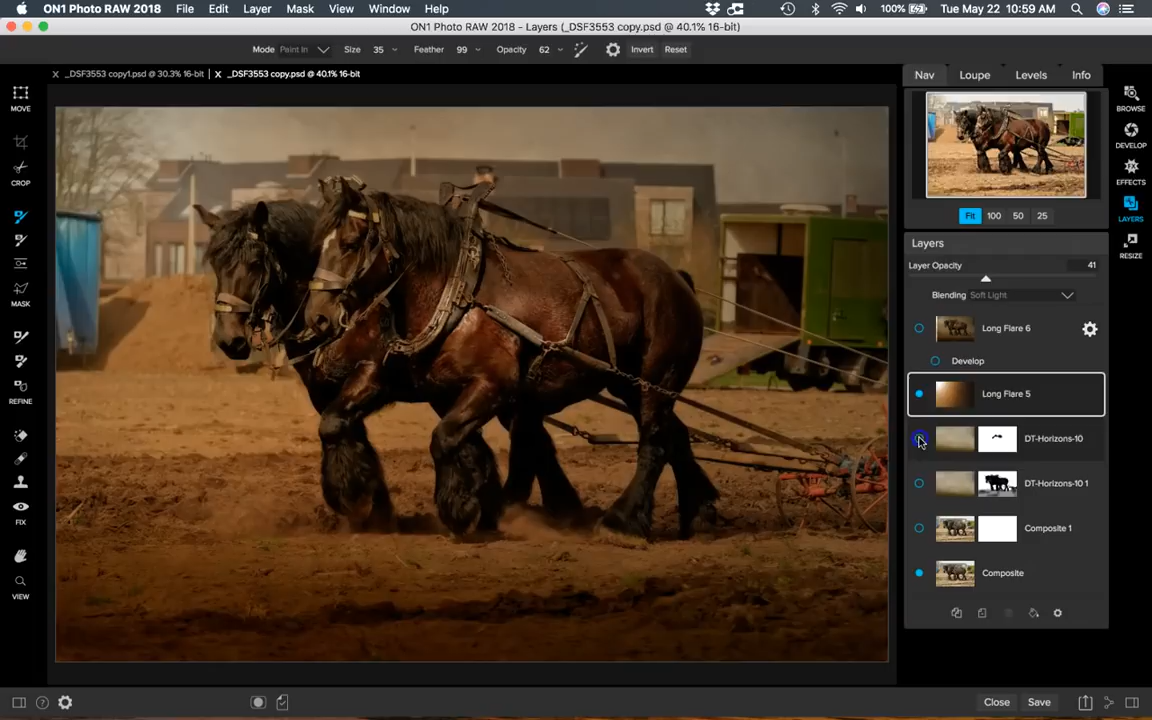 ON1 Photo RAW 2018 File Edit Layer Mask View Window Help 100% Tue May 22 10:59 AM
ON1 Photo RAW 2018 - Layers (_DSF3553 copy.psd @ 40.1% 16-bit)
Mode Paint In Size 35 Feather 99 Opacity 62 Invert Reset
X _DSF3553 copy1.psd @ 30.3% 16-bit X _DSF3553 copy.psd @ 40.1% 16-bit
MOVE
CROP
MASK
REFINE
FIX
VIEW
Nav Loupe Levels Info
Fit 100 50 25
Layers
Layer Opacity 41
Blending Soft Light
Long Flare 6
Develop
Long Flare 5
DT-Horizons-10
DT-Horizons-10 1
Composite 1
Composite
BROWSE
DEVELOP
FX
EFFECTS
LAYERS
RESIZE
? Close Save